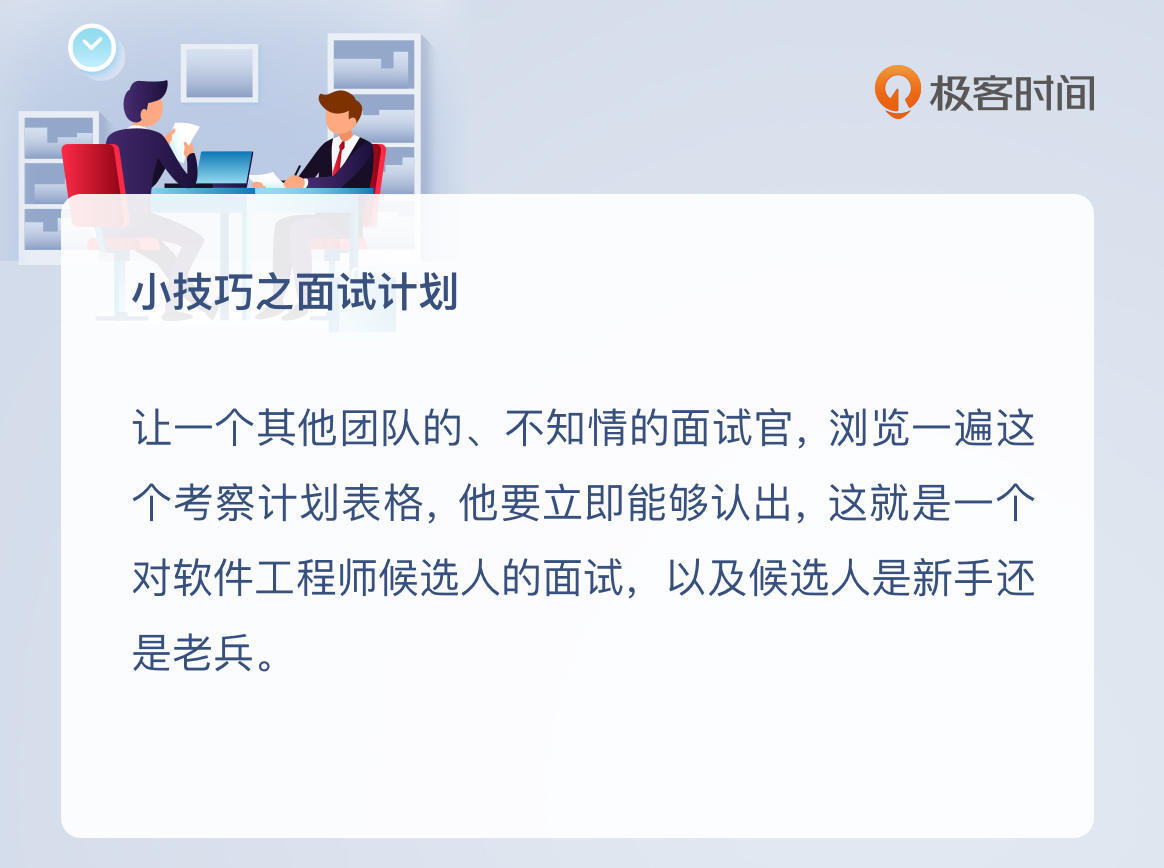 极客时间
小技巧之面试计划
让一个其他团队的、不知情的面试官，浏览一遍这
个考察计划表格，他要立即能够认出，这就是一个
对软件工程师候选人的面试，以及候选人是新手还
是老兵。